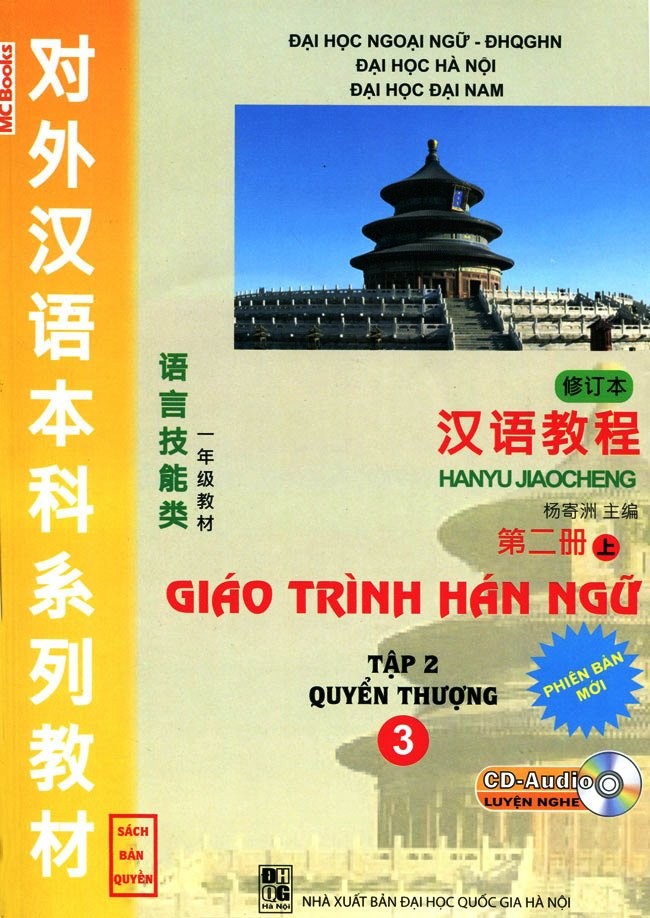 MCBooks
对外汉语本科系列教材
ĐẠI HỌC NGOẠI NGỮ - ĐHQGHN
ĐẠI HỌC HÀ NỘI
ĐẠI HỌC ĐẠI NAM
语言技能类
一年级教材
修订本
汉语教程
HANYU JIAOCHENG
杨寄洲 主编
第二册 上
GIÁO TRÌNH HÁN NGỮ
TẬP 2
QUYỂN THƯỢNG
3
PHIÊN BẢN
MỚI
CD-Audio
LUYỆN NGHE
SÁCH
BẢN
QUYỀN
ĐH
QG
Hà Nội
NHÀ XUẤT BẢN ĐẠI HỌC QUỐC GIA HÀ NỘI